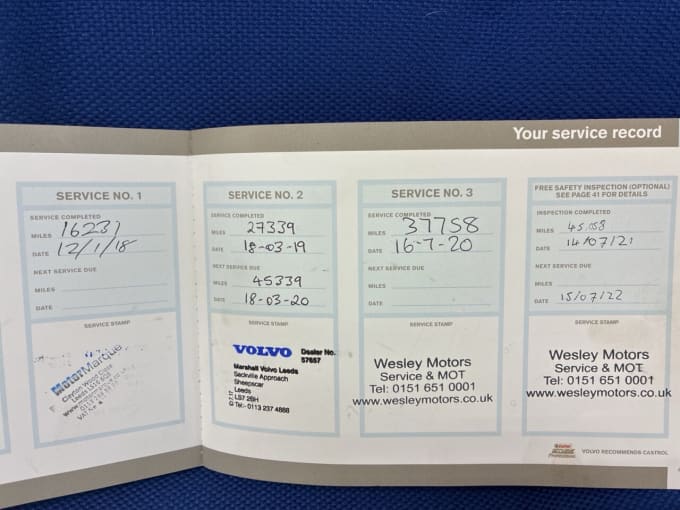 Your service record
SERVICE NO. 1
SERVICE COMPLETED
MILES 16231
DATE 12/1/18
NEXT SERVICE DUE
MILES
DATE
SERVICE STAMP
MotorMarque
SERVICE NO. 2
SERVICE COMPLETED
MILES 27339
DATE 18-03-19
NEXT SERVICE DUE
MILES 45339
DATE 18-03-20
SERVICE STAMP
VOLVO Dealer No.
57657
Marshall Volvo Leeds
Sackville Approach
Sheepscar
Leeds
LS7 2BH
Tel:- 0113 237 4888
SERVICE NO. 3
SERVICE COMPLETED
MILES 37758
DATE 16-7-20
NEXT SERVICE DUE
MILES
DATE
SERVICE STAMP
Wesley Motors
Service & MOT
Tel: 0151 651 0001
www.wesleymotors.co.uk
FREE SAFETY INSPECTION (OPTIONAL)
SEE PAGE 41 FOR DETAILS
INSPECTION COMPLETED
MILES 45,058
DATE 14/07/21
NEXT SERVICE DUE
MILES
DATE 15/07/22
SERVICE STAMP
Wesley Motors
Service & MOT
Tel: 0151 651 0001
www.wesleymotors.co.uk
VOLVO RECOMMENDS CASTROL